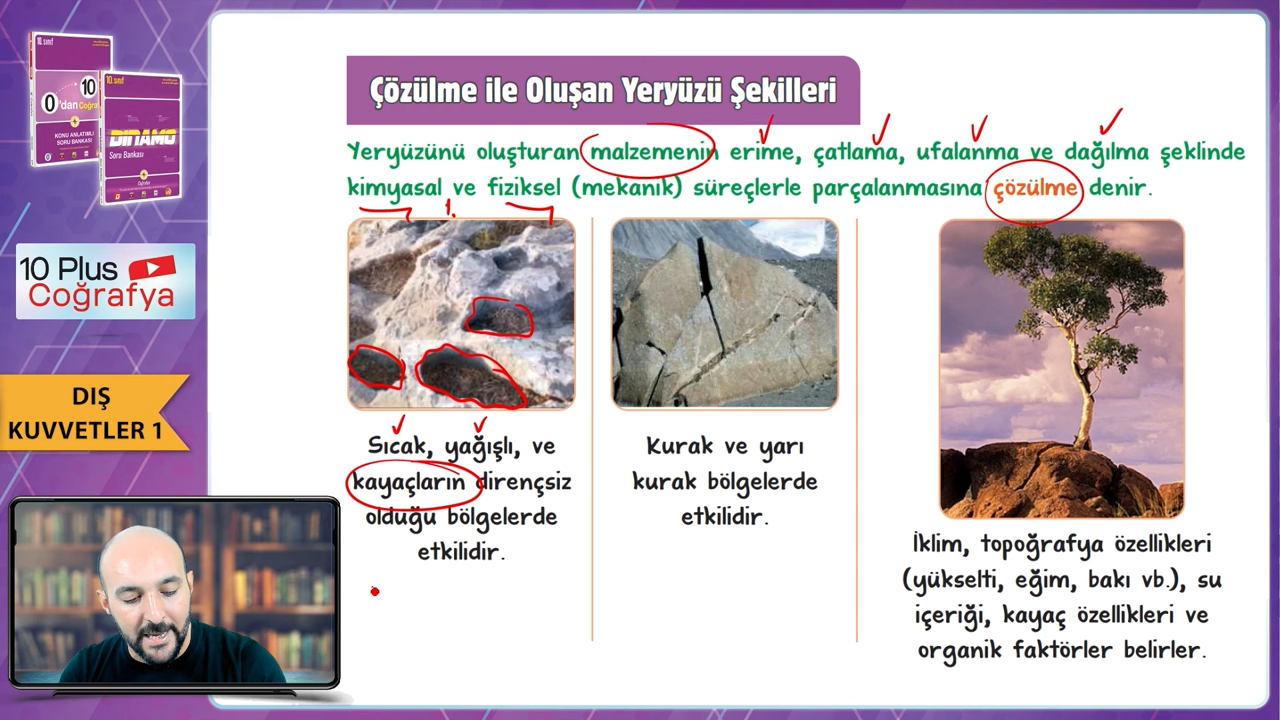 10.sınıf
10
0'dan Coğra
KONU ANLATIMLI
SORU BANKASI
10.sınıf
DİNAMO
Soru Bankası
Coğrafya
10 Plus
Coğrafya
DIŞ
KUVVETLER 1
Çözülme ile Oluşan Yeryüzü Şekilleri
Yeryüzünü oluşturan malzemenin erime, çatlama, ufalanma ve dağılma şeklinde
kimyasal ve fiziksel (mekanik) süreçlerle parçalanmasına çözülme denir.
Sıcak, yağışlı, ve
kayaçların dirençsiz
olduğu bölgelerde
etkilidir.
Kurak ve yarı
kurak bölgelerde
etkilidir.
İklim, topoğrafya özellikleri
(yükselti, eğim, bakı vb.), su
içeriği, kayaç özellikleri ve
organik faktörler belirler.